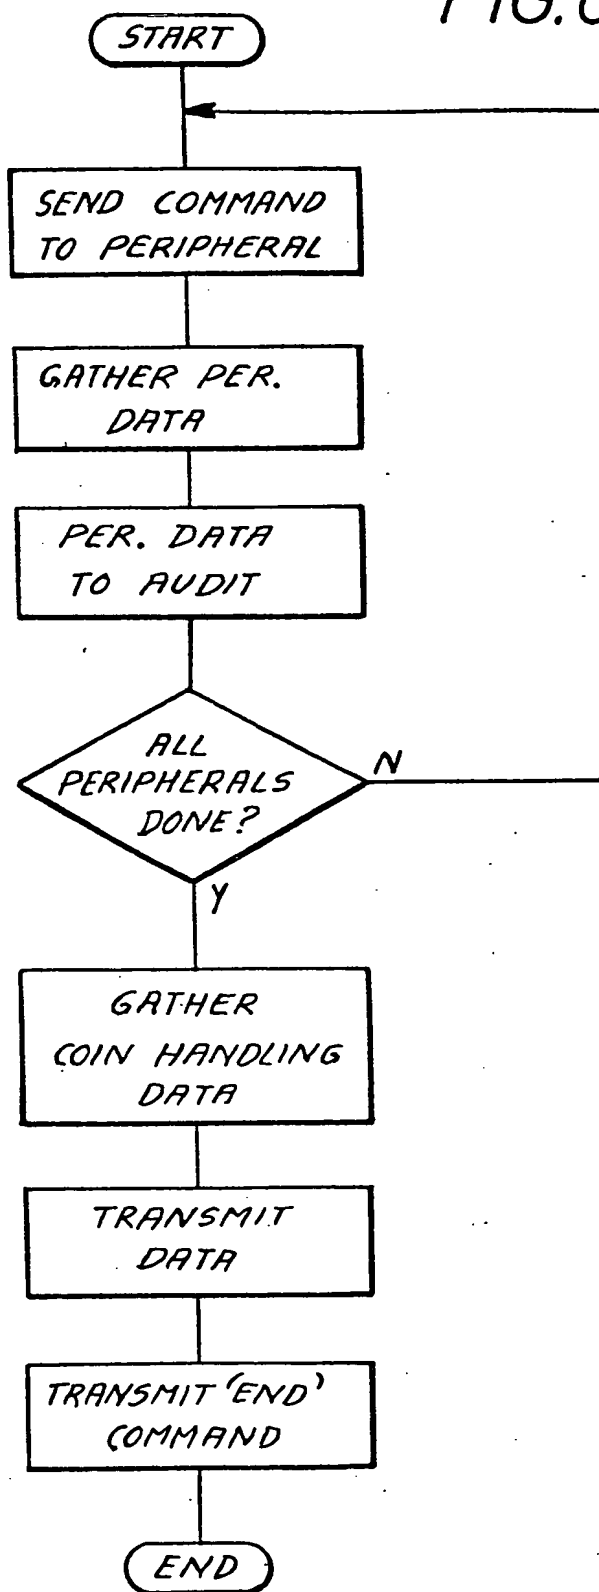 FIG.
START
SEND COMMAND
TO PERIPHERAL
GATHER PER.
DATA
PER. DATA
TO AUDIT
ALL
PERIPHERALS
DONE?
N
Y
GATHER
COIN HANDLING
DATA
TRANSMIT
DATA
TRANSMIT 'END'
COMMAND
END